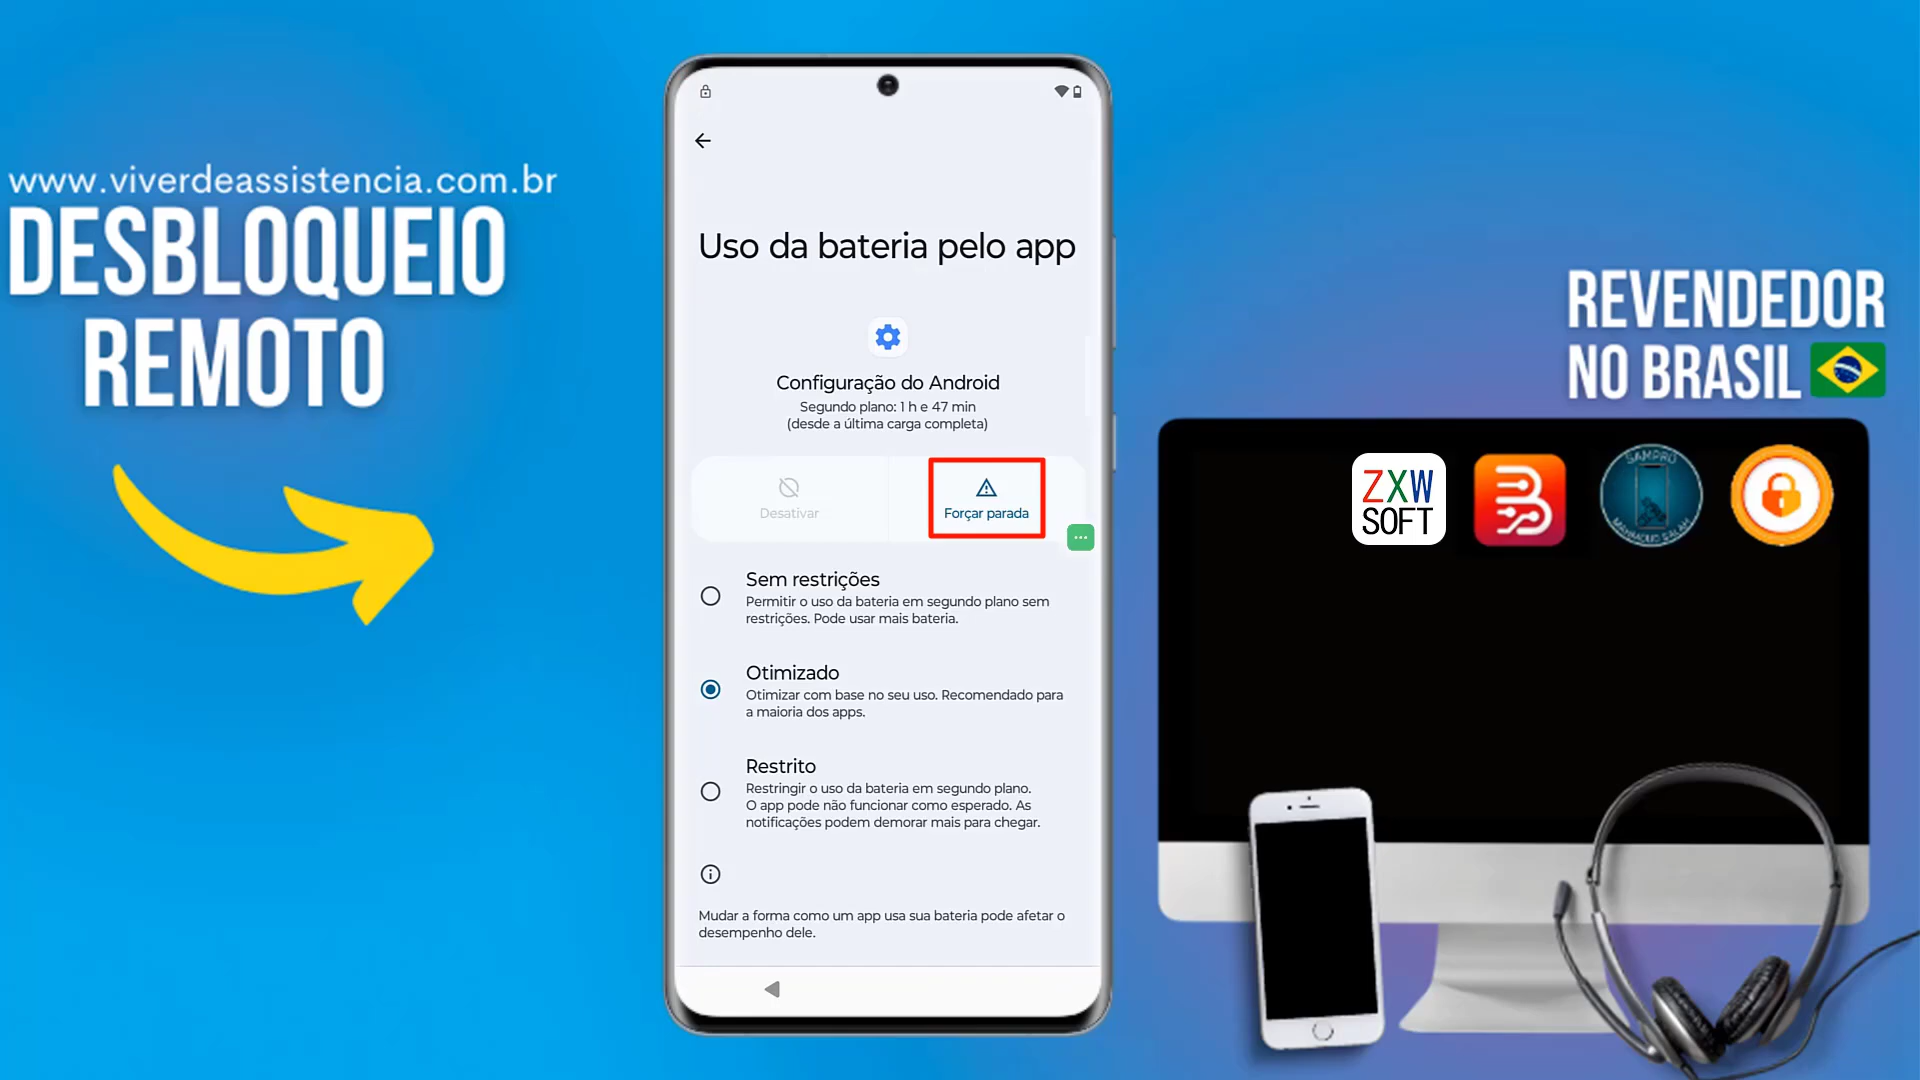 www.viverdeassistencia.com.br
DESBLOQUEIO
REMOTO
Uso da bateria pelo app
Configuração do Android
Segundo plano: 1 h e 47 min
(desde a última carga completa)
Desativar
Forçar parada
Sem restrições
Permitir o uso da bateria em segundo plano sem
restrições. Pode usar mais bateria.
Otimizado
Otimizar com base no seu uso. Recomendado para
a maioria dos apps.
Restrito
Restringir o uso da bateria em segundo plano.
O app pode não funcionar como esperado. As
notificações podem demorar mais para chegar.
Mudar a forma como um app usa sua bateria pode afetar o
desempenho dele.
REVENDEDOR
NO BRASIL
ZXW
SOFT
SAMPRO
MAHMOUD SALAH